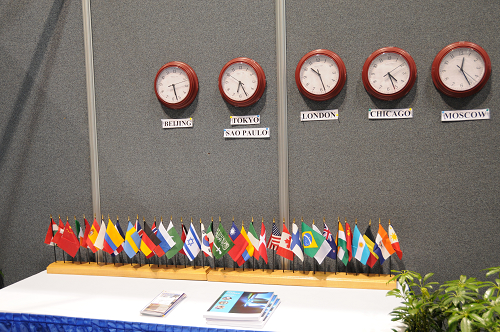 BEIJING
TOKYO
SAO PAULO
LONDON
CHICAGO
MOSCOW